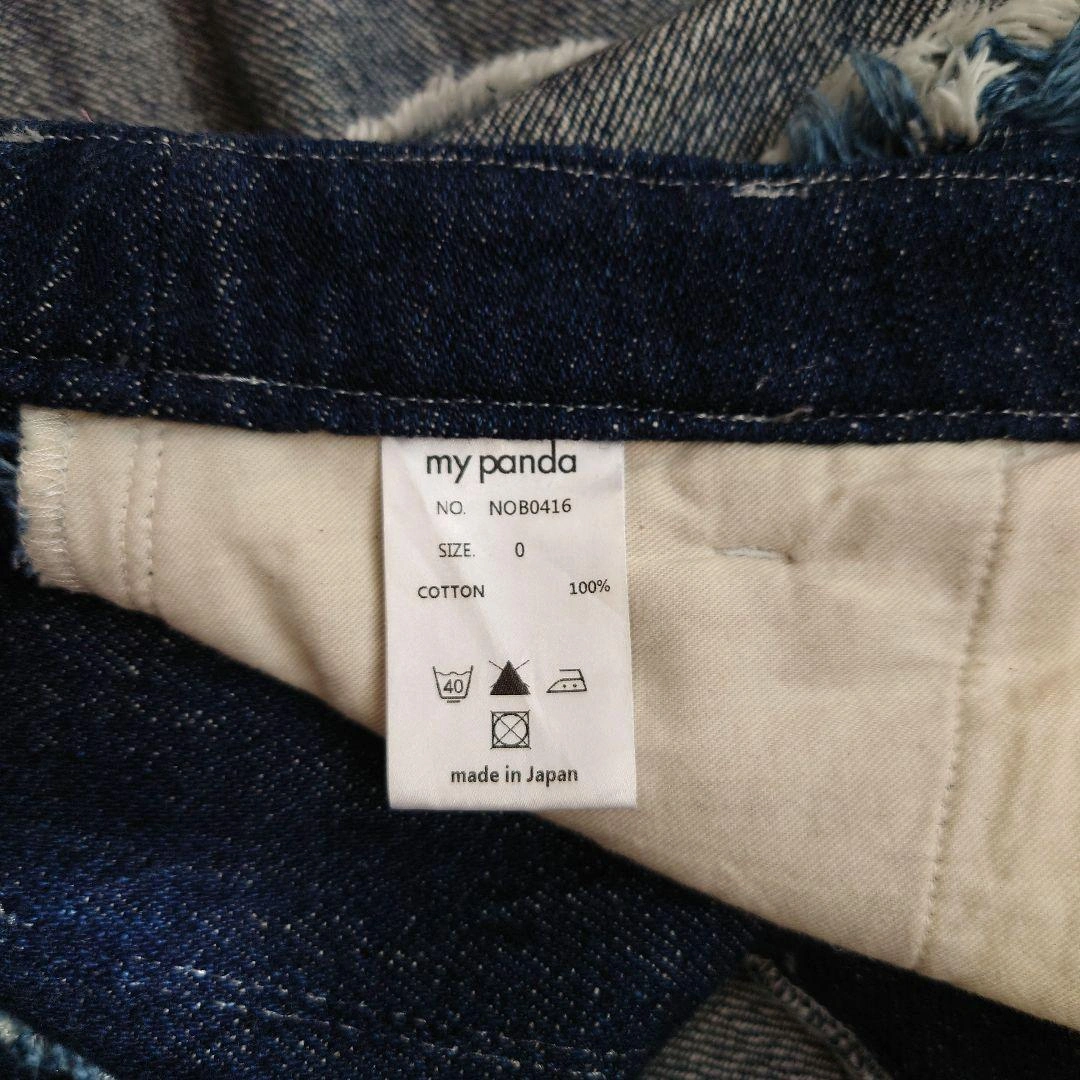 my panda
NO. NOB0416
SIZE. 0
COTTON 100%
40
made in Japan